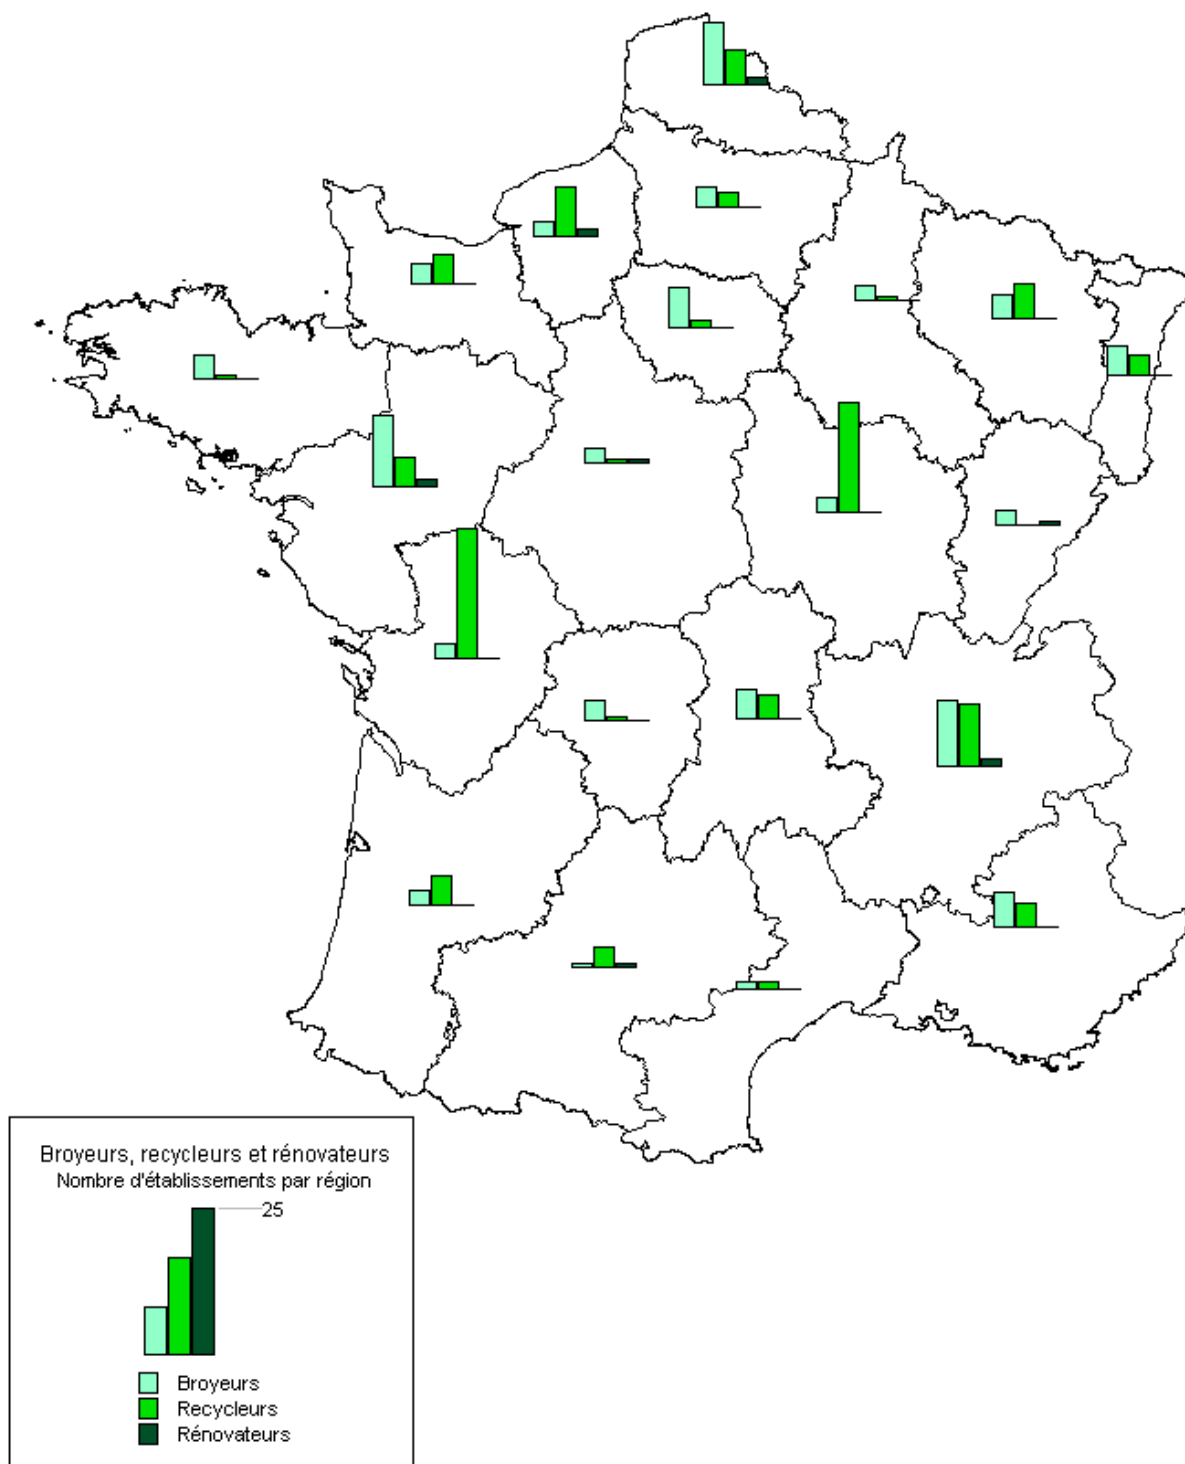 Broyeurs, recycleurs et rénovateurs
Nombre d'établissements par région
25
Broyeurs
Recycleurs
Rénovateurs